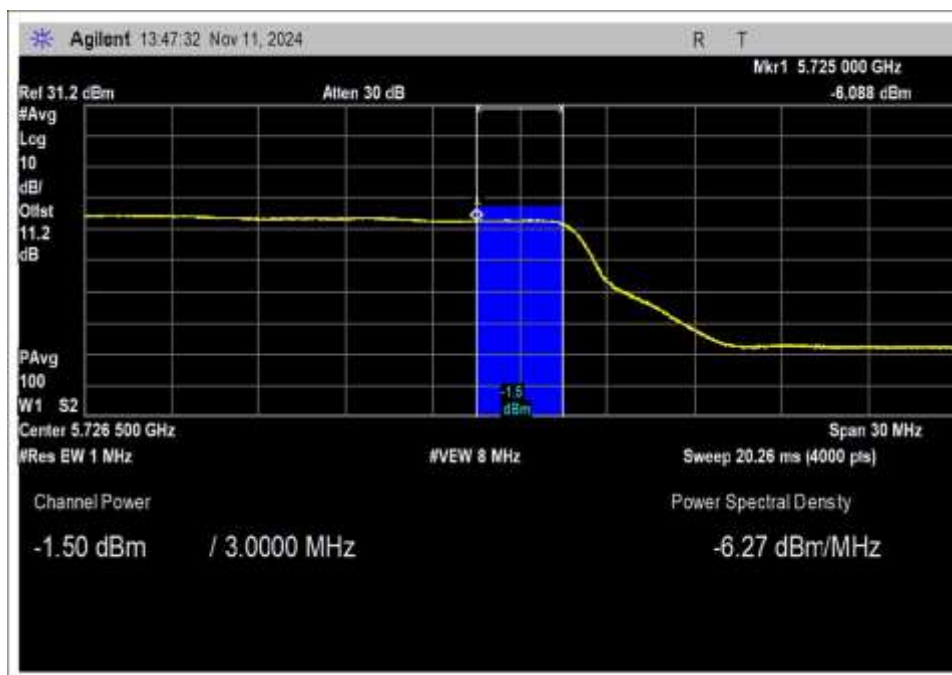 Agilent 13:47:32 Nov 11, 2024 R T
Mkr1 5.725 000 GHz
Ref 31.2 dBm Atten 30 dB -6.088 dBm
#Avg
Log
10
dB/
Offst
11.2
dB
PAvg
100
W1 S2
-1.5
dBm
Center 5.726 500 GHz Span 30 MHz
#Res BW 1 MHz #VBW 8 MHz Sweep 20.26 ms (4000 pts)
Channel Power Power Spectral Density
-1.50 dBm / 3.0000 MHz -6.27 dBm/MHz